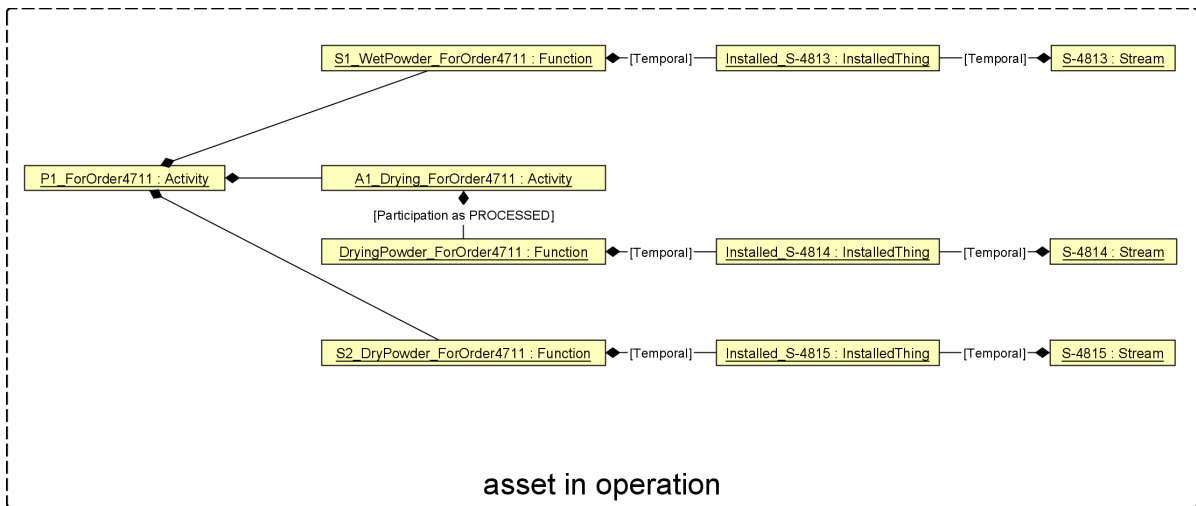 S1_WetPowder_ForOrder4711 : Function [Temporal] Installed_S-4813 : InstalledThing [Temporal] S-4813 : Stream
P1_ForOrder4711 : Activity A1_Drying_ForOrder4711 : Activity
[Participation as PROCESSED]
DryingPowder_ForOrder4711 : Function [Temporal] Installed_S-4814 : InstalledThing [Temporal] S-4814 : Stream
S2_DryPowder_ForOrder4711 : Function [Temporal] Installed_S-4815 : InstalledThing [Temporal] S-4815 : Stream
asset in operation